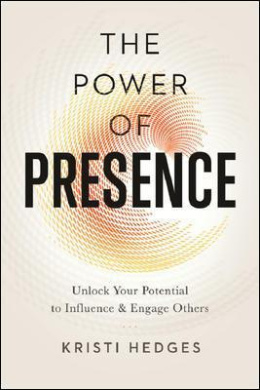 THE
POWER
OF
PRESENCE
Unlock Your Potential
to Influence & Engage Others
KRISTI HEDGES